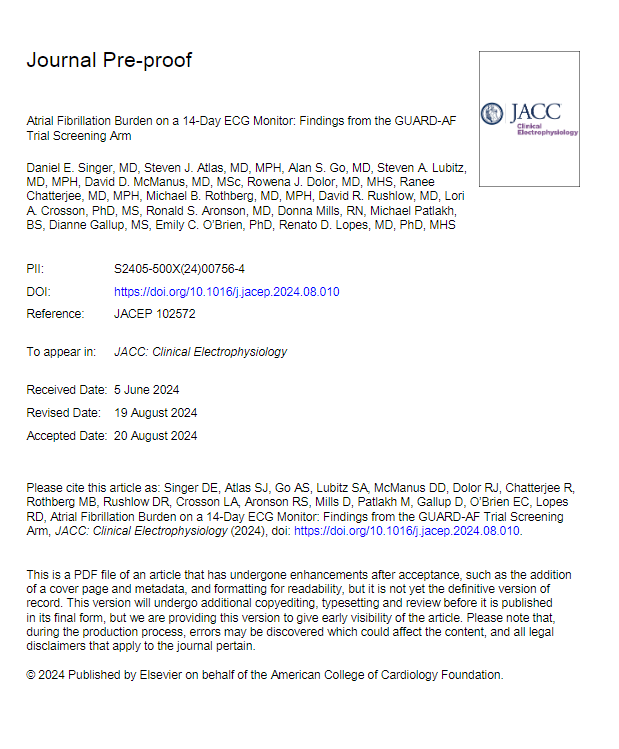 Journal Pre-proof
JACC
Clinical
Electrophysiology
Atrial Fibrillation Burden on a 14-Day ECG Monitor: Findings from the GUARD-AF
Trial Screening Arm
Daniel E. Singer, MD, Steven J. Atlas, MD, MPH, Alan S. Go, MD, Steven A. Lubitz,
MD, MPH, David D. McManus, MD, MSc, Rowena J. Dolor, MD, MHS, Ranee
Chatterjee, MD, MPH, Michael B. Rothberg, MD, MPH, David R. Rushlow, MD, Lori
A. Crosson, PhD, MS, Ronald S. Aronson, MD, Donna Mills, RN, Michael Patlakh,
BS, Dianne Gallup, MS, Emily C. O'Brien, PhD, Renato D. Lopes, MD, PhD, MHS
PII: S2405-500X(24)00756-4
DOI: https://doi.org/10.1016/j.jacep.2024.08.010
Reference: JACEP 102572
To appear in: JACC: Clinical Electrophysiology
Received Date: 5 June 2024
Revised Date: 19 August 2024
Accepted Date: 20 August 2024
Please cite this article as: Singer DE, Atlas SJ, Go AS, Lubitz SA, McManus DD, Dolor RJ, Chatterjee R,
Rothberg MB, Rushlow DR, Crosson LA, Aronson RS, Mills D, Patlakh M, Gallup D, O'Brien EC, Lopes
RD, Atrial Fibrillation Burden on a 14-Day ECG Monitor: Findings from the GUARD-AF Trial Screening
Arm, JACC: Clinical Electrophysiology (2024), doi: https://doi.org/10.1016/j.jacep.2024.08.010.
This is a PDF file of an article that has undergone enhancements after acceptance, such as the addition
of a cover page and metadata, and formatting for readability, but it is not yet the definitive version of
record. This version will undergo additional copyediting, typesetting and review before it is published
in its final form, but we are providing this version to give early visibility of the article. Please note that,
during the production process, errors may be discovered which could affect the content, and all legal
disclaimers that apply to the journal pertain.
© 2024 Published by Elsevier on behalf of the American College of Cardiology Foundation.